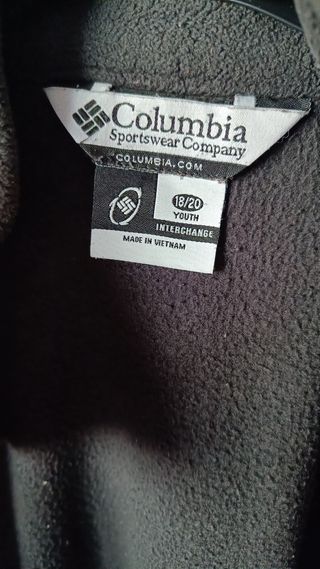 Columbia
Sportswear Company
COLUMBIA.COM
18/20
YOUTH
INTERCHANGE
MADE IN VIETNAM